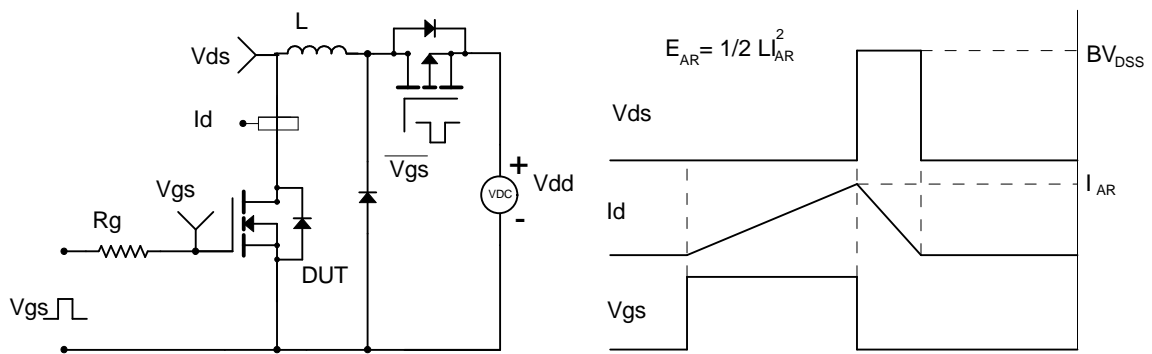 L
Vds
Id
Vgs
+
Vgs
VDC
Vdd
-
Rg
DUT
Vgs
E_AR= 1/2 LI_AR^2
BV_DSS
Vds
I_AR
Id
Vgs